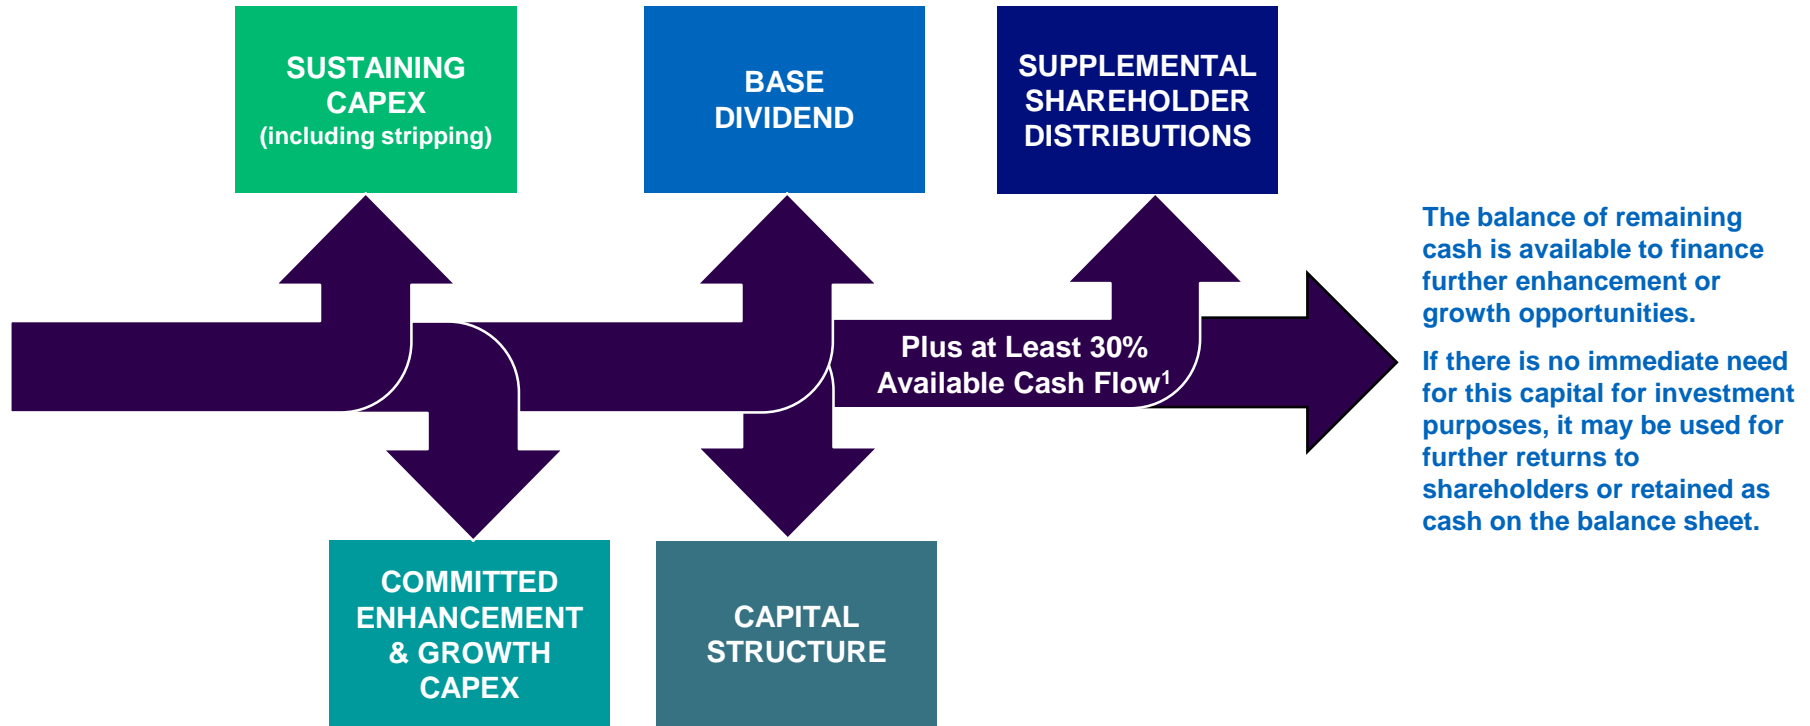 SUSTAINING
CAPEX
(including stripping)
BASE
DIVIDEND
SUPPLEMENTAL
SHAREHOLDER
DISTRIBUTIONS
Plus at Least 30%
Available Cash Flow¹
The balance of remaining
cash is available to finance
further enhancement or
growth opportunities.
If there is no immediate need
for this capital for investment
purposes, it may be used for
further returns to
shareholders or retained as
cash on the balance sheet.
COMMITTED
ENHANCEMENT
& GROWTH
CAPEX
CAPITAL
STRUCTURE